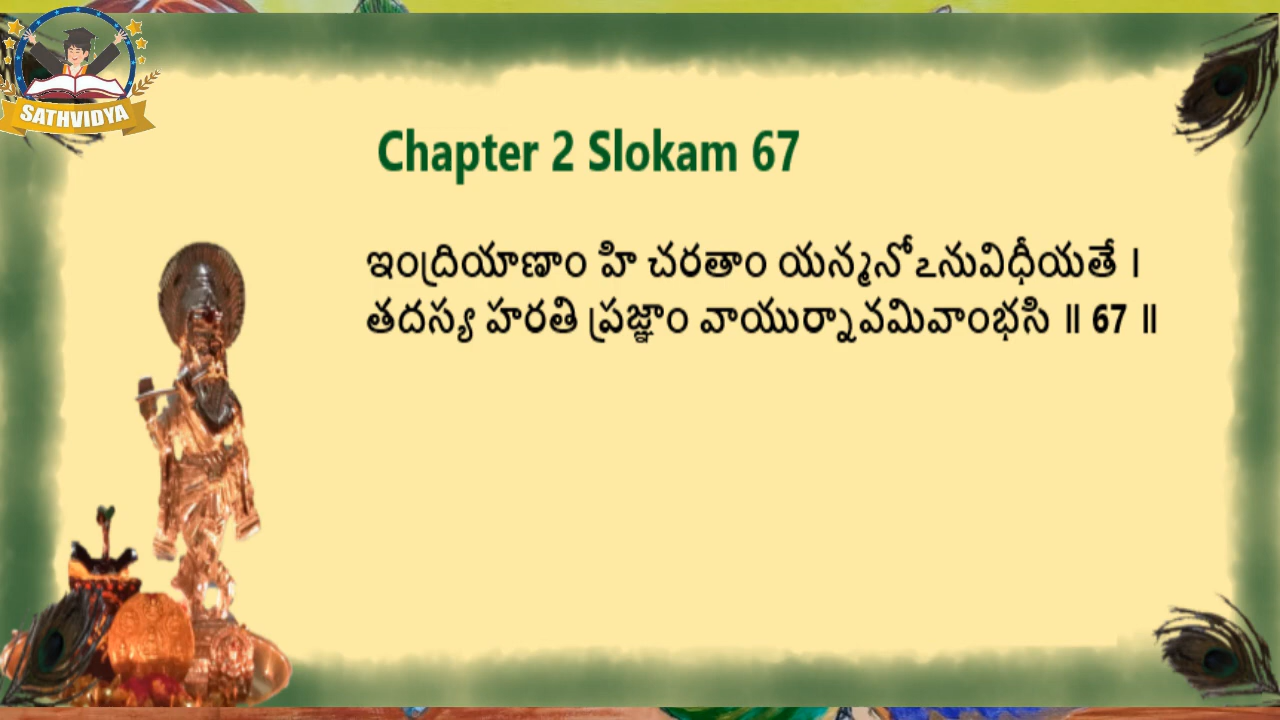 SATHVIDYA
Chapter 2 Slokam 67
ఇంద్రియాణాం హి చరతాం యన్మనోఽనువిధీయతే ।
తదస్య హరతి ప్రజ్ఞాం వాయుర్నావమివాంభసి ॥ 67 ॥